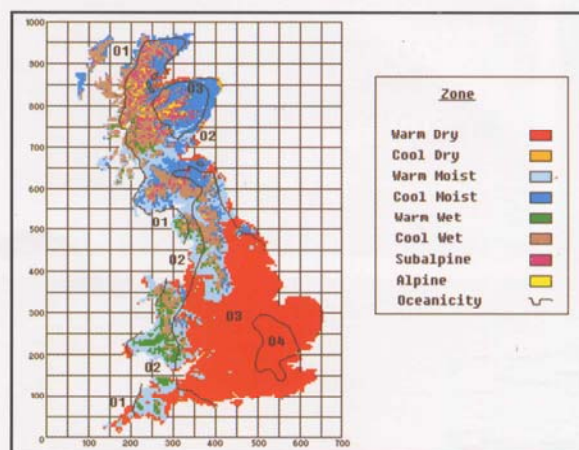 1000
01
900
03
800
02
700
600
01
500
02
400
300
03
04
200
02
100
01
0
100 200 300 400 500 600 700
Zone
Warm Dry
Cool Dry
Warm Moist
Cool Moist
Warm Wet
Cool Wet
Subalpine
Alpine
Oceanicity